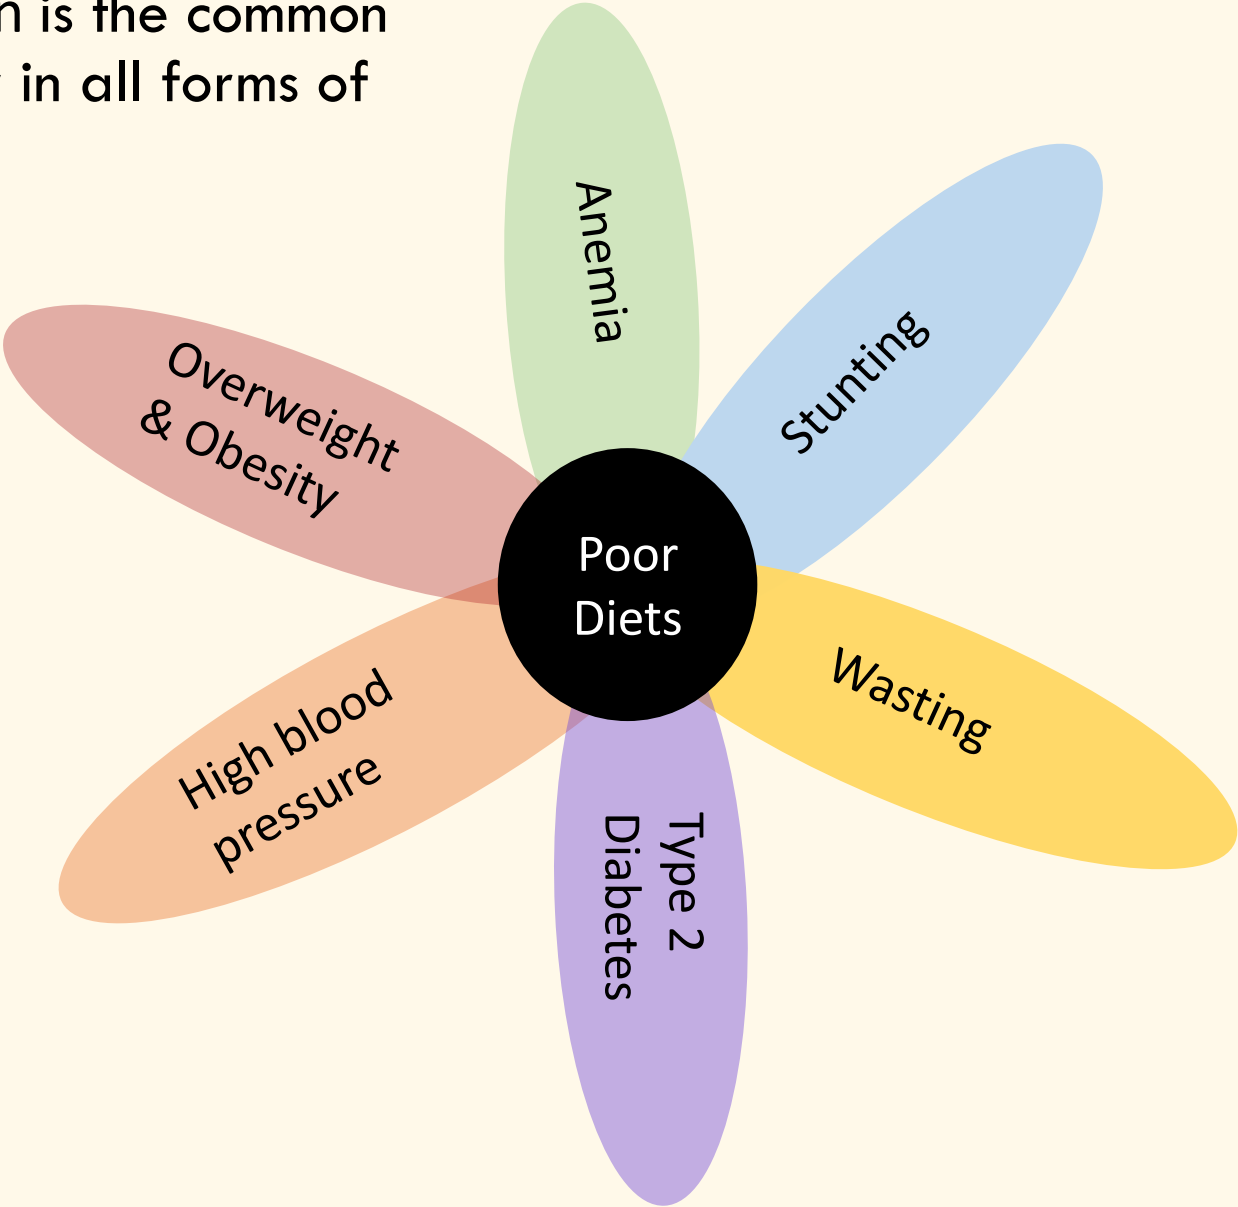 is the common
in all forms of
Anemia
Stunting
Overweight
& Obesity
Poor
Diets
Wasting
High blood
pressure
Type 2
Diabetes